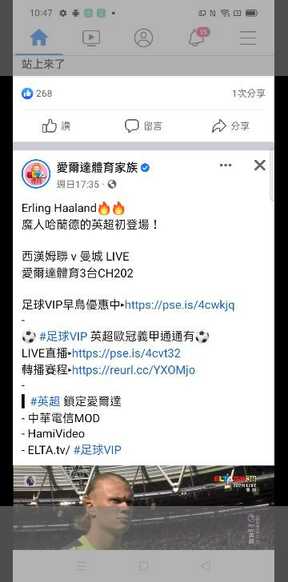 10:47
15
站上來了
268
1次分享
讚
留言
分享
愛爾達體育家族
週日17:35
Erling Haaland🔥🔥
魔人哈蘭德的英超初登場！
西漢姆聯 v 曼城 LIVE
愛爾達體育3台CH202
足球VIP早鳥優惠中▸https://pse.is/4cwkjq
-
⚽ #足球VIP 英超歐冠義甲通通有⚽
LIVE直播▸https://pse.is/4cvt32
轉播賽程▸https://reurl.cc/YXOMjo
-
▌#英超 鎖定愛爾達
- 中華電信MOD
- HamiVideo
- ELTA.tv/ #足球VIP